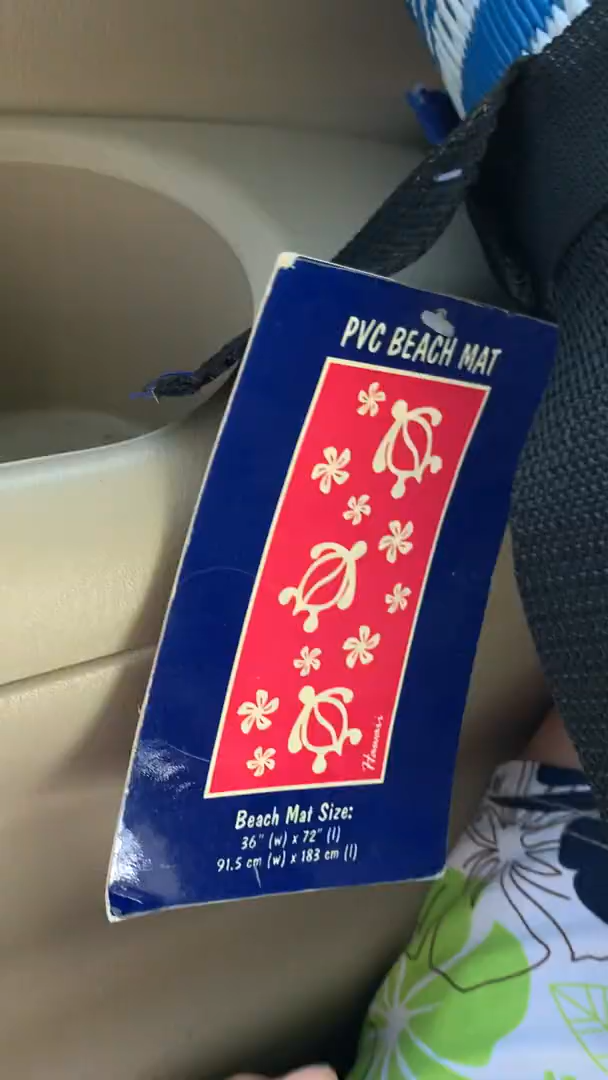 PVC BEACH MAT
Hawaii
Beach Mat Size:
36" (w) x 72" (l)
91.5 cm (w) x 183 cm (l)